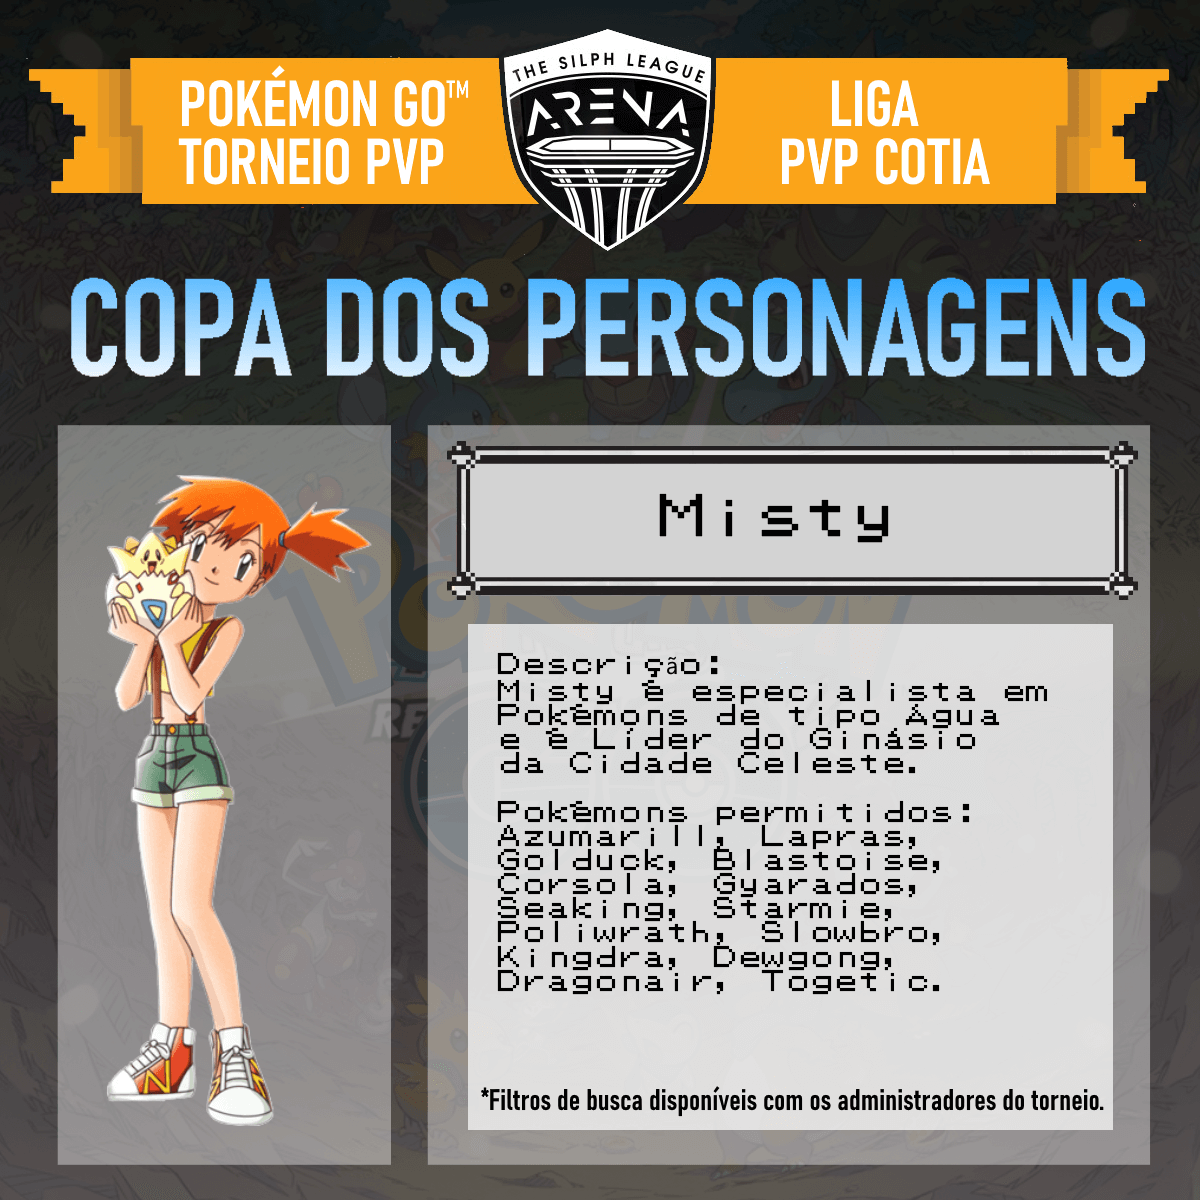 THE SILPH LEAGUE
ARENA
POKÉMON GO™
TORNEIO PVP
LIGA
PVP COTIA
COPA DOS PERSONAGENS
Misty
Descrição:
Misty é especialista em
Pokémons de tipo Água
e é Líder do Ginásio
da Cidade Celeste.
Pokémons permitidos:
Azumarill, Lapras,
Golduck, Blastoise,
Corsola, Gyarados,
Seaking, Starmie,
Poliwrath, Slowbro,
Kingdra, Dewgong,
Dragonair, Togetic.
*Filtros de busca disponíveis com os administradores do torneio.
POKÉMON